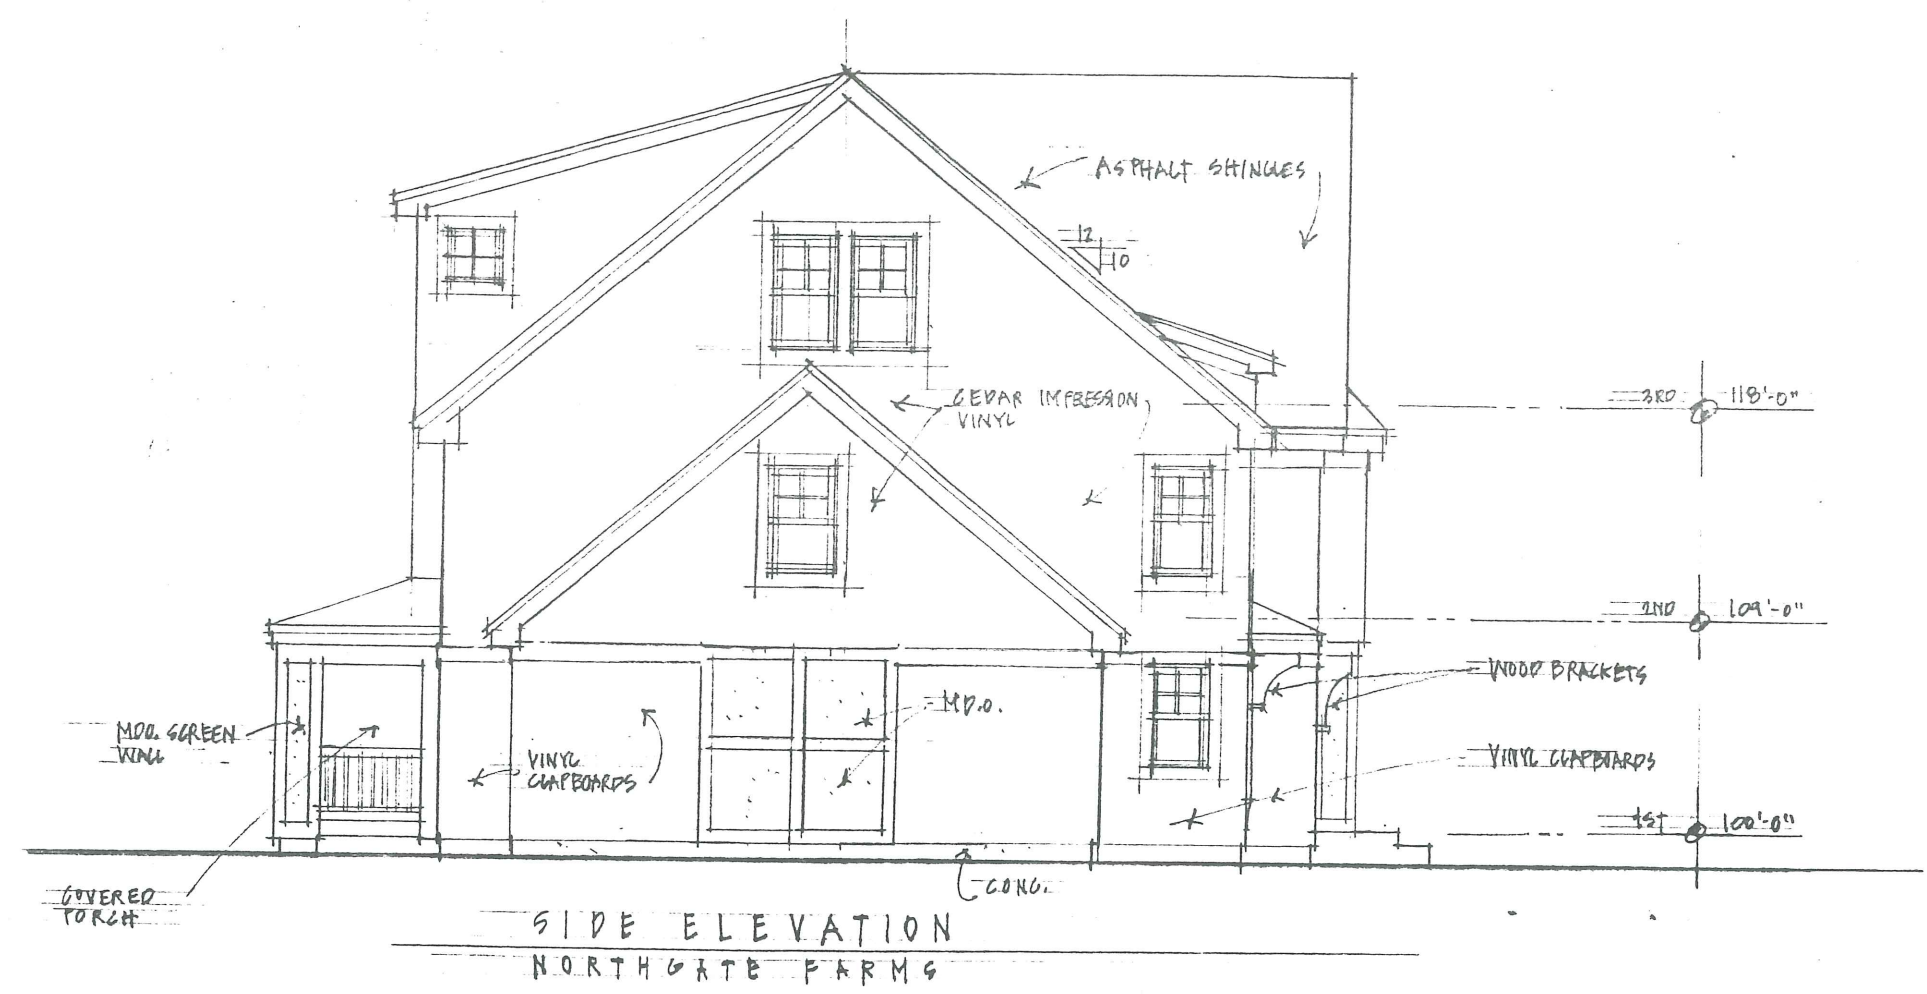 ASPHALT SHINGLES
12
10
CEDAR IMPRESSION
VINYL
3RD 118'-0"
2ND 109'-0"
WOOD BRACKETS
M.D.O.
MDO. SCREEN
WALL
VINYL
CLAPBOARDS
VINYL CLAPBOARDS
1ST 100'-0"
CONC.
COVERED
PORCH
SIDE ELEVATION
NORTHGATE FARMS